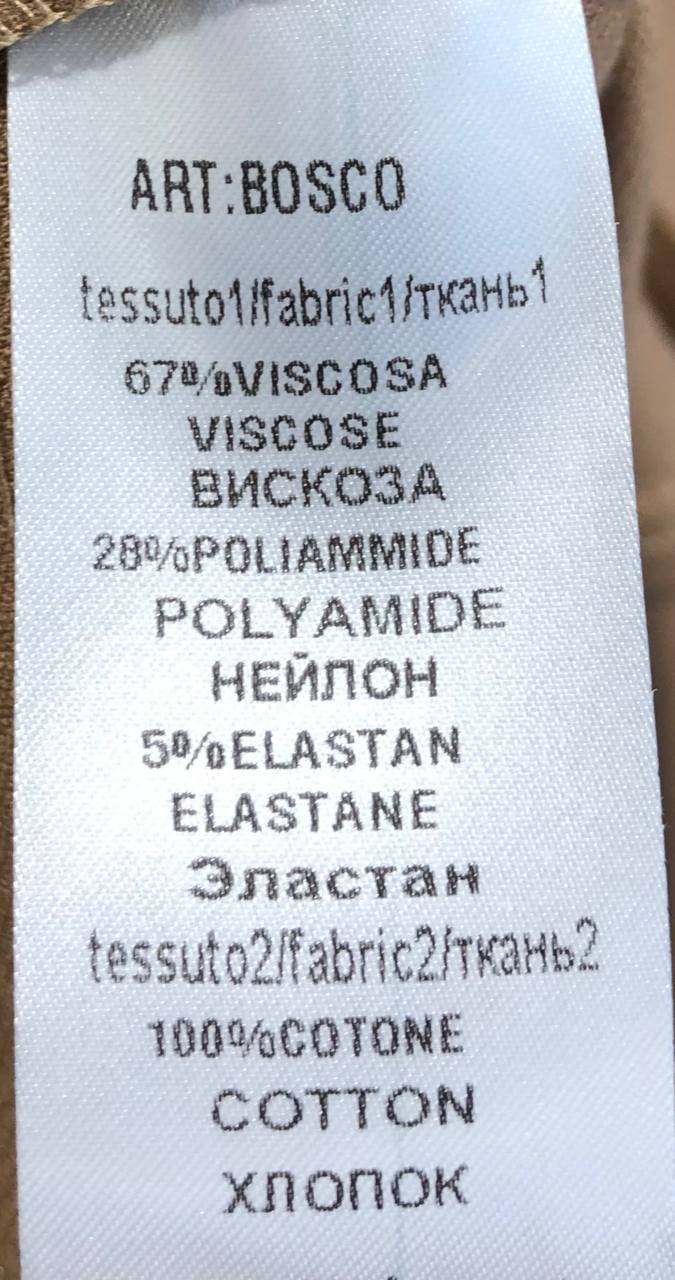 ART:BOSCO
tessuto1/fabric1/ткань1
67%VISCOSA
VISCOSE
ВИСКОЗА
28%POLIAMMIDE
POLYAMIDE
НЕЙЛОН
5%ELASTAN
ELASTANE
Эластан
tessuto2/fabric2/ткань2
100%COTONE
COTTON
ХЛОПОК